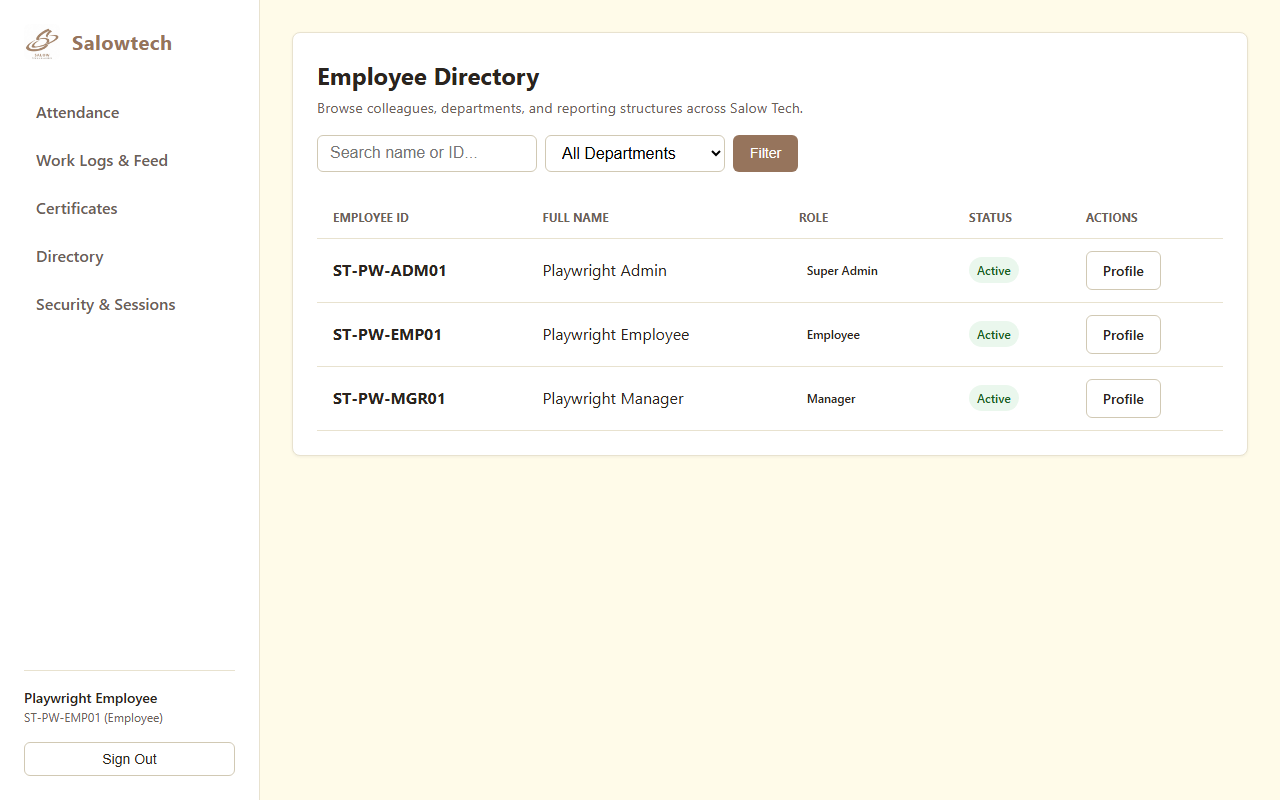 Salowtech
Attendance
Work Logs & Feed
Certificates
Directory
Security & Sessions
Playwright Employee
ST-PW-EMP01 (Employee)
Sign Out
Employee Directory
Browse colleagues, departments, and reporting structures across Salow Tech.
Search name or ID... All Departments Filter
EMPLOYEE ID FULL NAME ROLE STATUS ACTIONS
ST-PW-ADM01 Playwright Admin Super Admin Active Profile
ST-PW-EMP01 Playwright Employee Employee Active Profile
ST-PW-MGR01 Playwright Manager Manager Active Profile